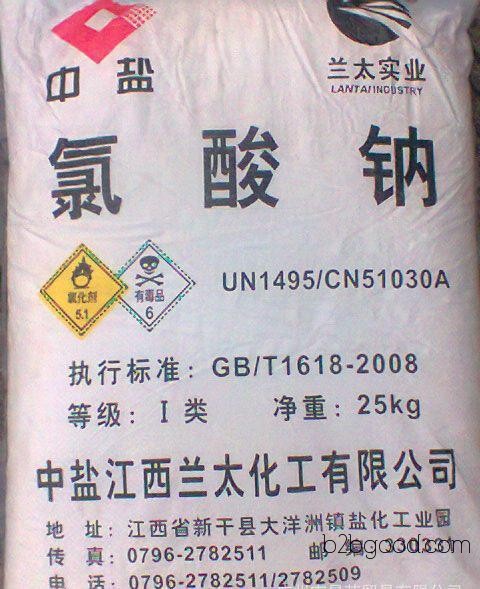 中盐
兰太实业
LANTAI INDUSTRY
氯酸钠
氧化剂
5.1
有毒品
6
UN1495/CN51030A
执行标准：GB/T1618-2008
等级：I类 净重：25kg
中盐江西兰太化工有限公司
地 址：江西省新干县大洋洲镇盐化工业园
传 真：0796-2782511 邮
b2bgood.com
电 话：0796-2782511/2782509